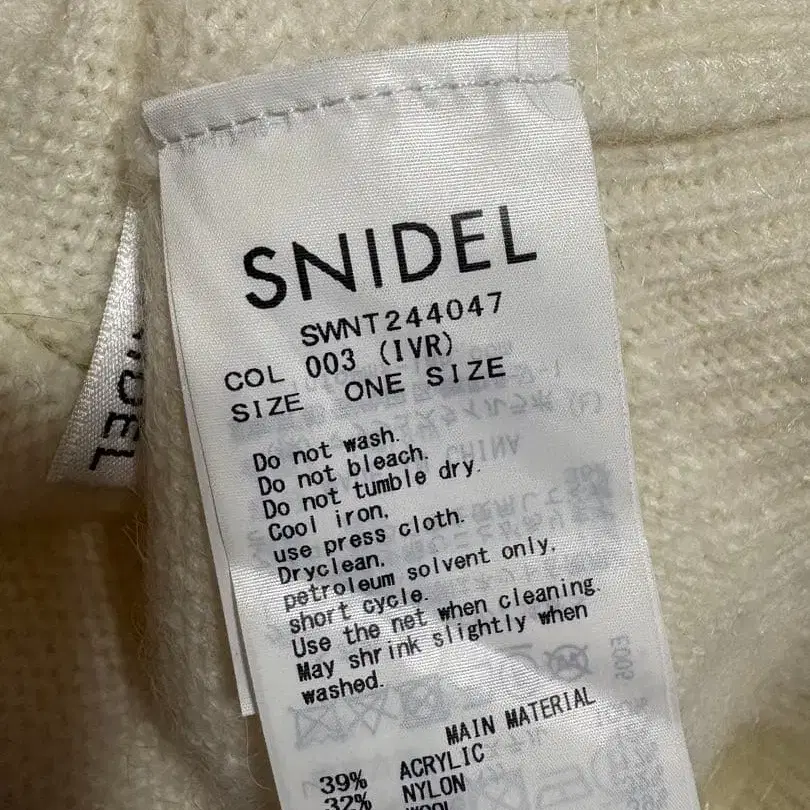 SNIDEL
SWNT244047
COL 003 (IVR)
SIZE ONE SIZE
Do not wash.
Do not bleach.
Do not tumble dry.
Cool iron,
use press cloth.
Dryclean,
petroleum solvent only,
short cycle.
Use the net when cleaning.
May shrink slightly when
washed.
MAIN MATERIAL
39% ACRYLIC
32% NYLON
WOOL